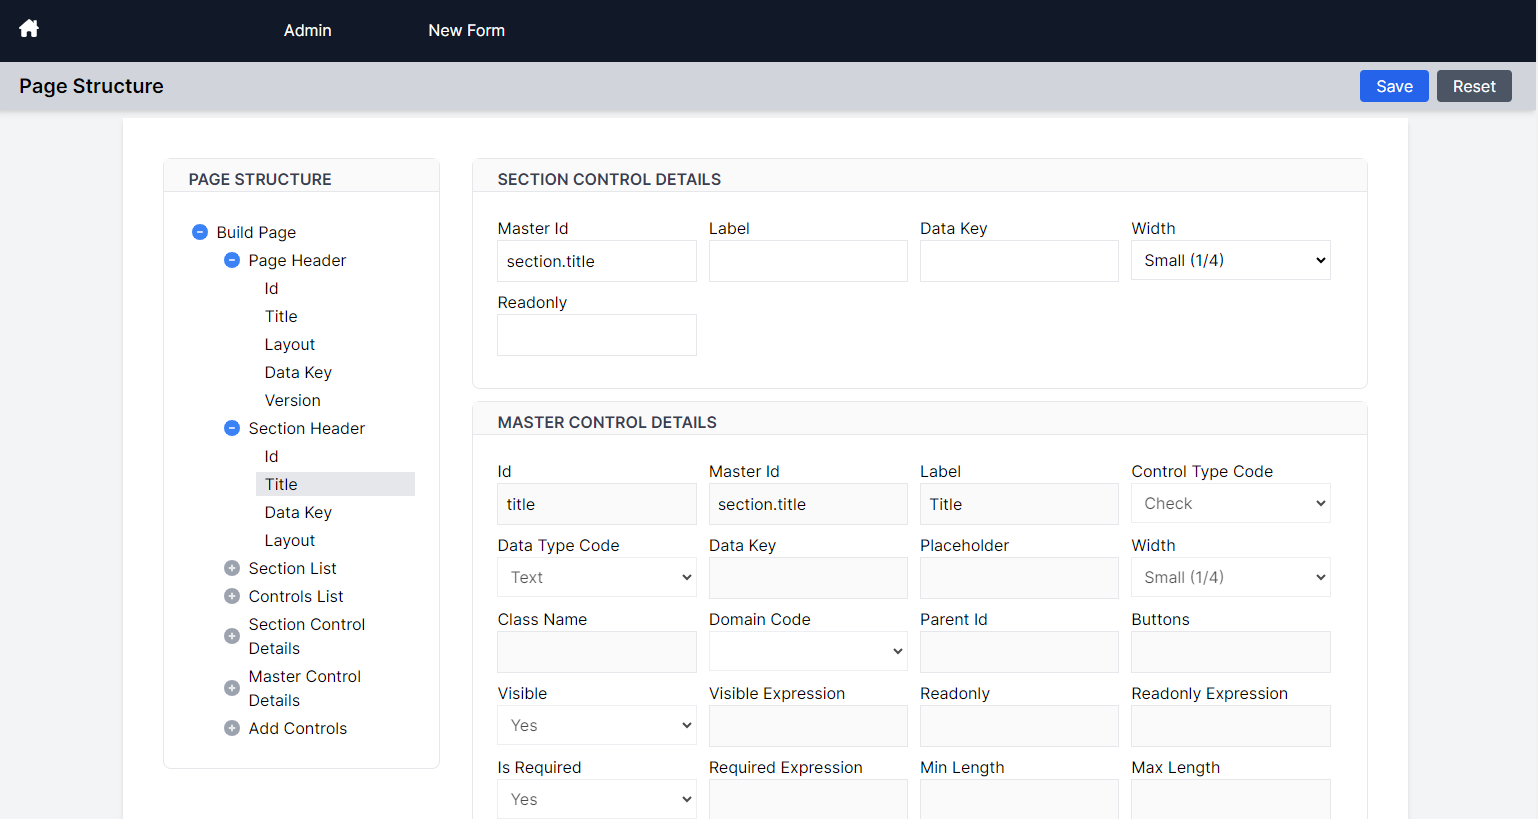 Admin New Form
Page Structure Save Reset
PAGE STRUCTURE
Build Page
Page Header
Id
Title
Layout
Data Key
Version
Section Header
Id
Title
Data Key
Layout
Section List
Controls List
Section Control
Details
Master Control
Details
Add Controls
SECTION CONTROL DETAILS
Master Id Label Data Key Width
section.title Small (1/4)
Readonly
MASTER CONTROL DETAILS
Id Master Id Label Control Type Code
title section.title Title Check
Data Type Code Data Key Placeholder Width
Text Small (1/4)
Class Name Domain Code Parent Id Buttons
Visible Visible Expression Readonly Readonly Expression
Yes
Is Required Required Expression Min Length Max Length
Yes